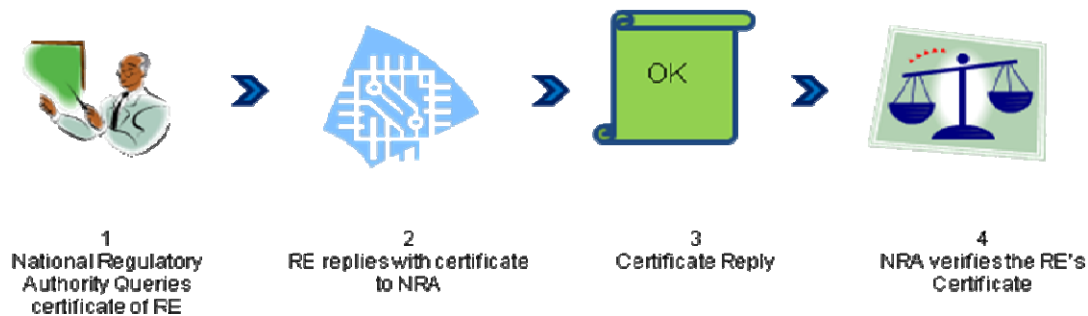 OK
1
National Regulatory
Authority Queries
certificate of RE
2
RE replies with certificate
to NRA
3
Certificate Reply
4
NRA verifies the RE's
Certificate